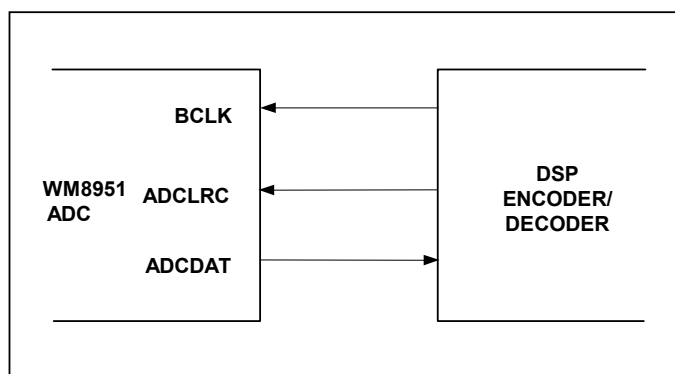 BCLK
WM8951
ADC
ADCLRC
ADCDAT
DSP
ENCODER/
DECODER